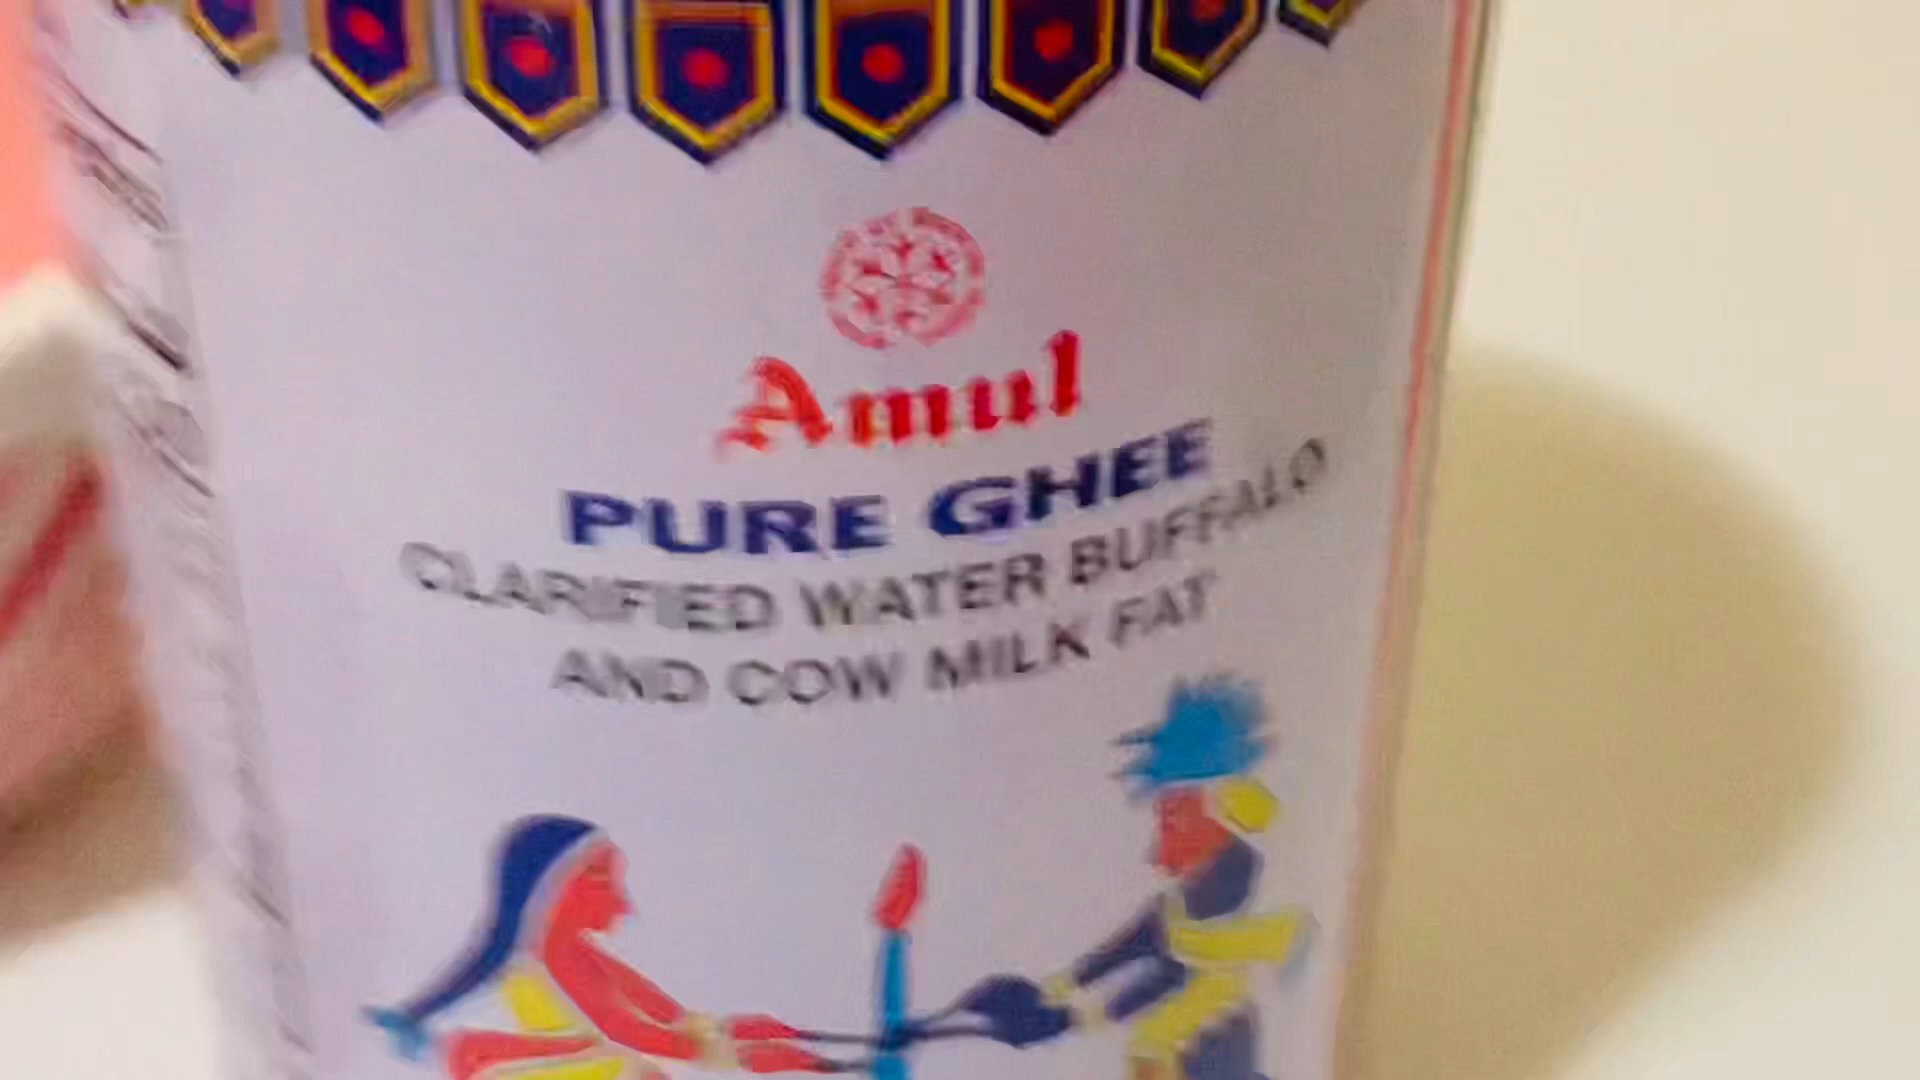 Amul
PURE GHEE
CLARIFIED WATER BUFFALO
AND COW MILK FAT